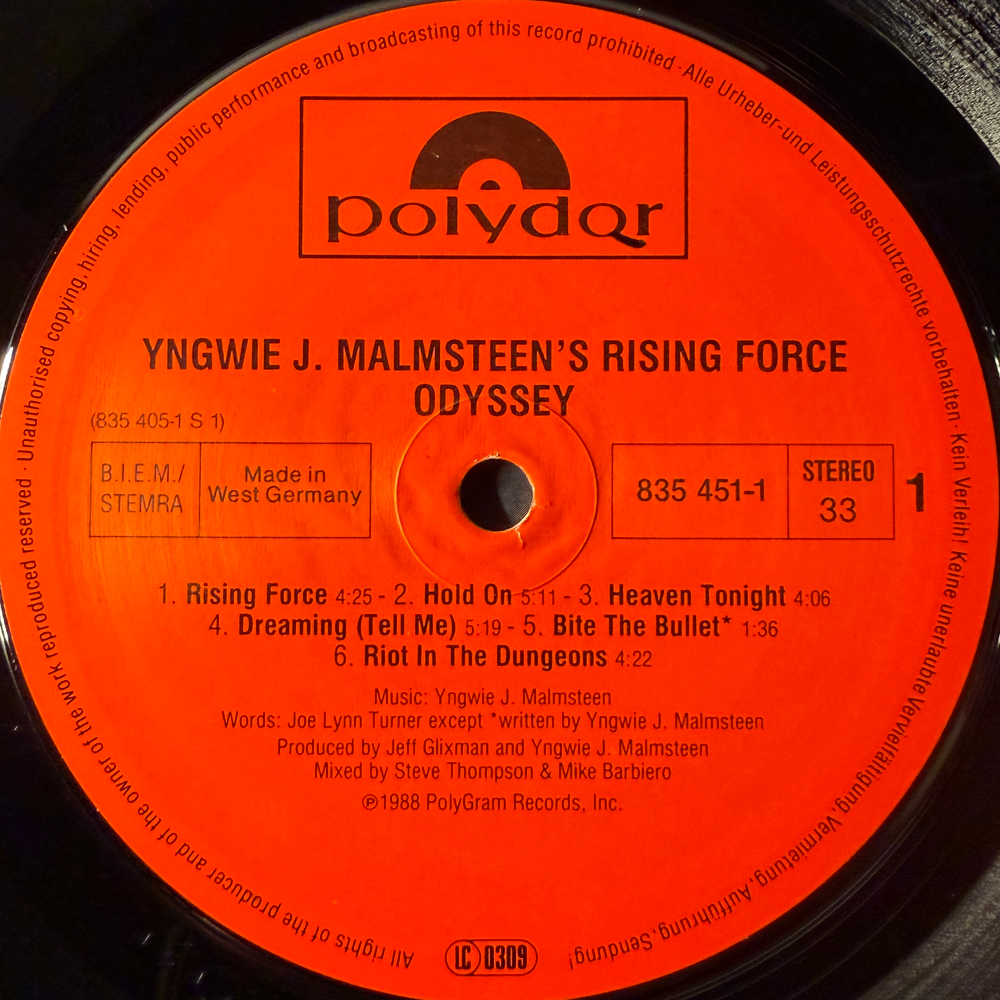 All rights of the producer and of the owner of the work reproduced reserved · Unauthorised copying, hiring, lending, public performance and broadcasting of this record prohibited · Alle Urheber-und Leistungsschutzrechte vorbehalten · Kein Verleih! Keine unerlaubte Vervielfältigung, Vermietung, Aufführung, Sendung!
polydor
YNGWIE J. MALMSTEEN'S RISING FORCE
ODYSSEY
(835 405-1 S 1)
B.I.E.M./
STEMRA
Made in
West Germany
835 451-1
STEREO
33
1
1. Rising Force 4:25 - 2. Hold On 5:11 - 3. Heaven Tonight 4:06
4. Dreaming (Tell Me) 5:19 - 5. Bite The Bullet* 1:36
6. Riot In The Dungeons 4:22
Music: Yngwie J. Malmsteen
Words: Joe Lynn Turner except *written by Yngwie J. Malmsteen
Produced by Jeff Glixman and Yngwie J. Malmsteen
Mixed by Steve Thompson & Mike Barbiero
℗1988 PolyGram Records, Inc.
LC 0309